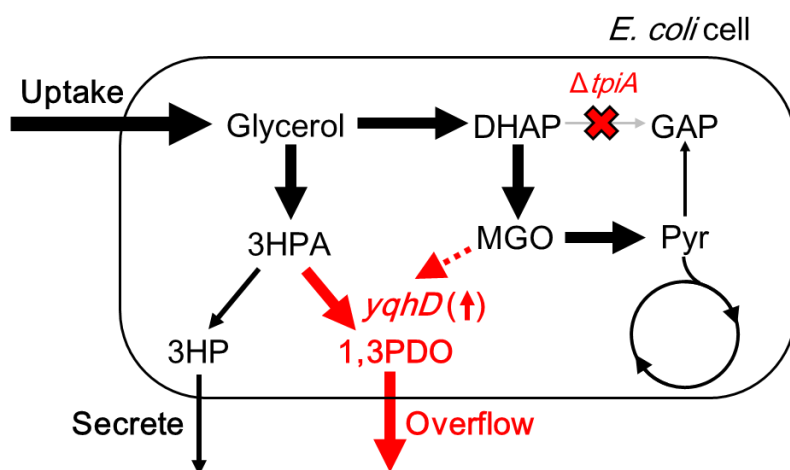 E. coli cell
Uptake
ΔtpiA
Glycerol
DHAP
GAP
3HPA
MGO
Pyr
yqhD (↑)
3HP
1,3PDO
Secrete
Overflow